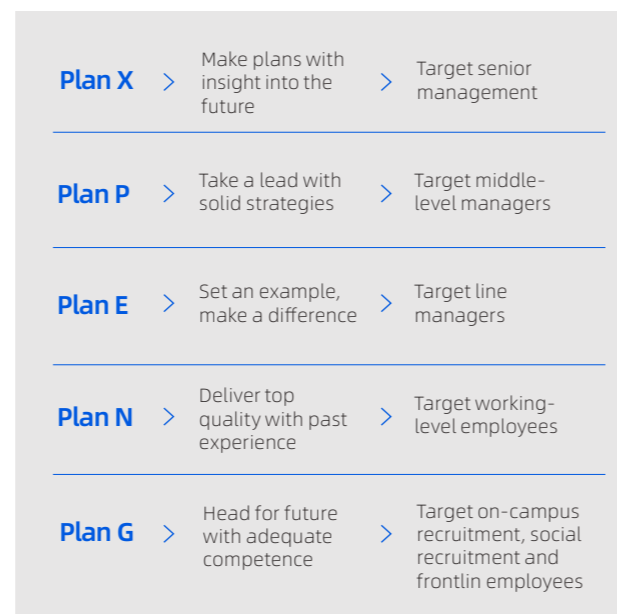 Plan X
Make plans with
insight into the
future
Target senior
management
Plan P
Take a lead with
solid strategies
Target middle-
level managers
Plan E
Set an example,
make a difference
Target line
managers
Plan N
Deliver top
quality with past
experience
Target working-
level employees
Plan G
Head for future
with adequate
competence
Target on-campus
recruitment, social
recruitment and
frontlin employees